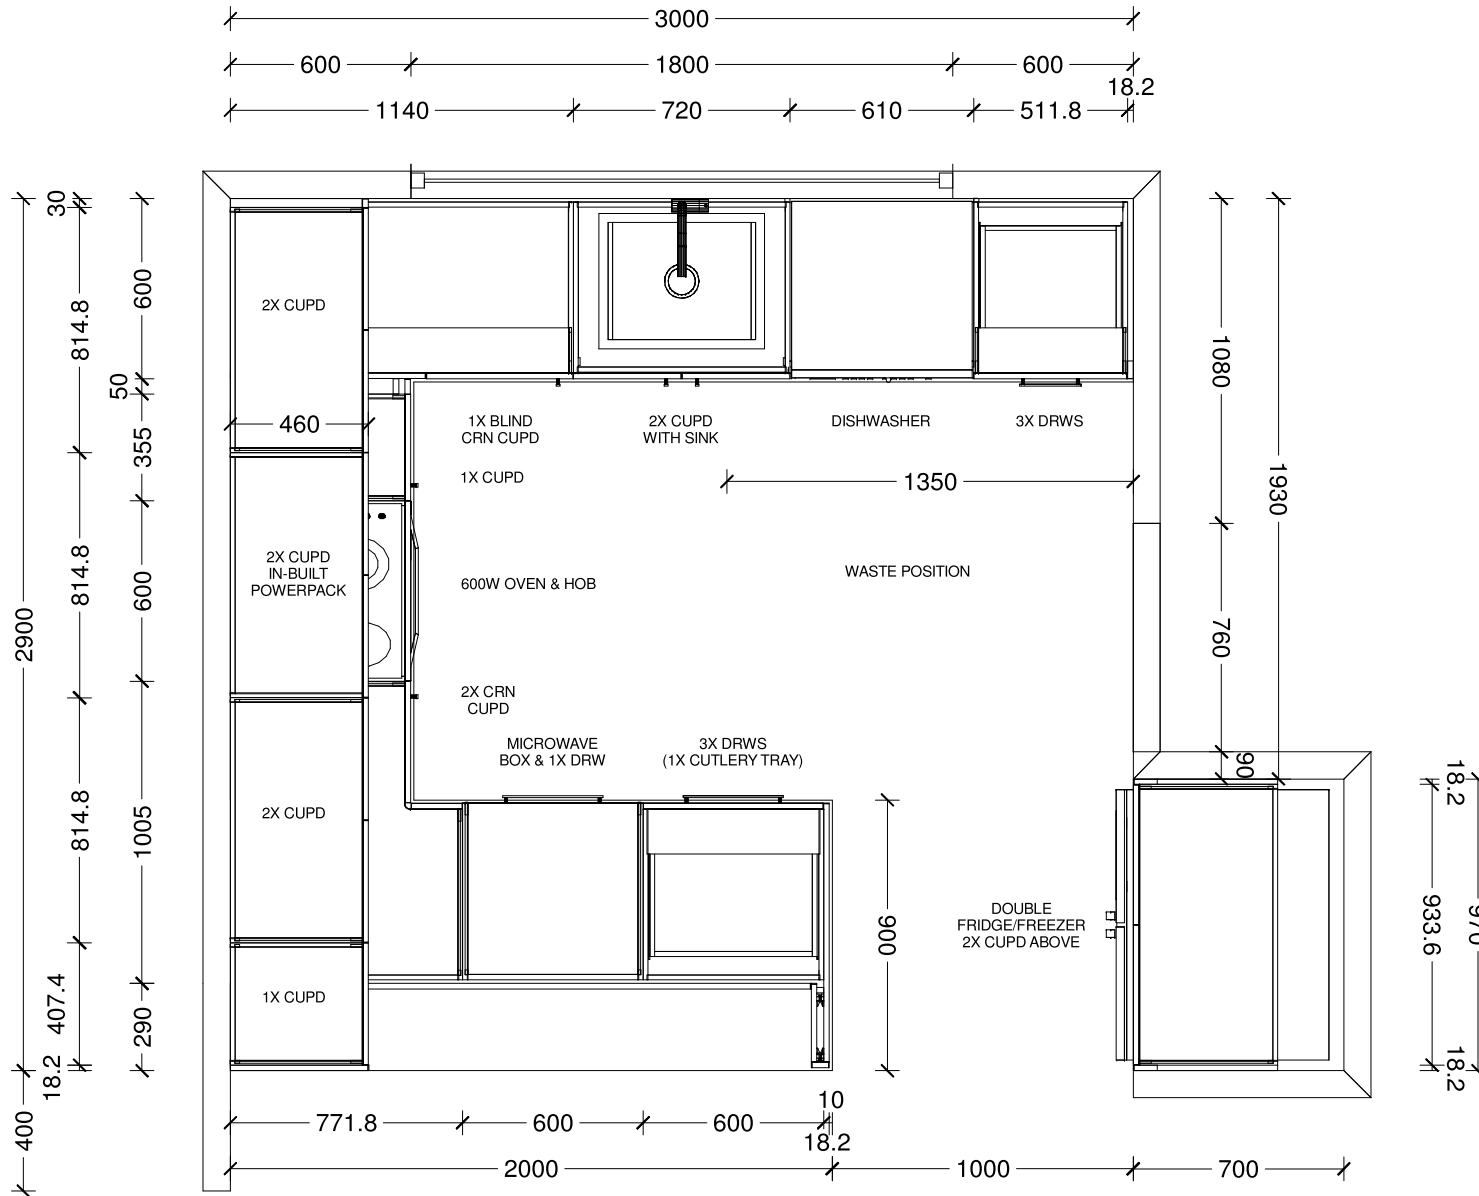 3000
600
1800
600
18.2
1140
720
610
511.8
30
2X CUPD
600
814.8
1080
50
460
1X BLIND
CRN CUPD
2X CUPD
WITH SINK
DISHWASHER
3X DRWS
355
1X CUPD
1350
1930
2X CUPD
IN-BUILT
POWERPACK
600W OVEN & HOB
WASTE POSITION
814.8
600
2900
760
2X CRN
CUPD
MICROWAVE
BOX & 1X DRW
3X DRWS
(1X CUTLERY TRAY)
90
18.2
2X CUPD
814.8
1005
DOUBLE
FRIDGE/FREEZER
2X CUPD ABOVE
900
933.6
970
1X CUPD
407.4
290
18.2
18.2
400
10
771.8
600
600
18.2
2000
1000
700